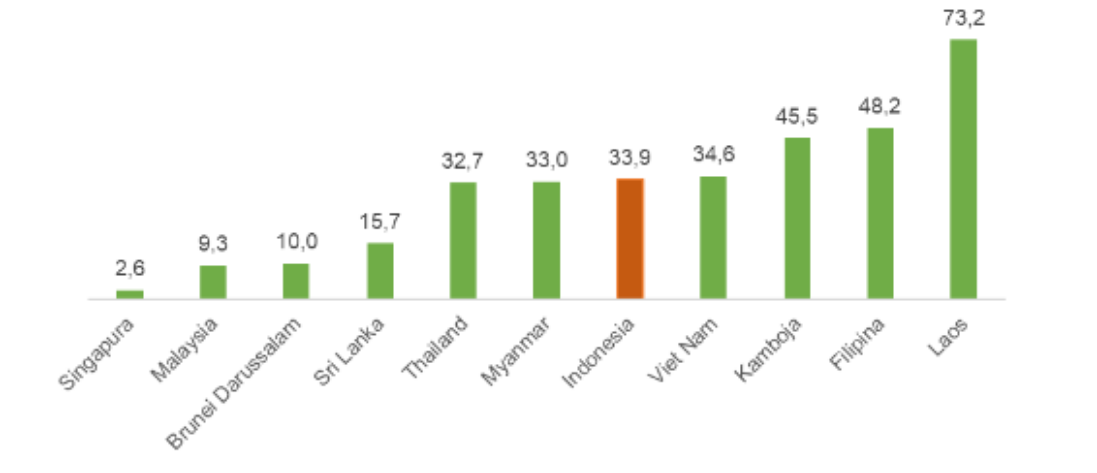 73,2
48,2
45,5
34,6
33,9
33,0
32,7
15,7
10,0
9,3
2,6
Singapura
Malaysia
Brunei Darussalam
Sri Lanka
Thailand
Myanmar
Indonesia
Viet Nam
Kamboja
Filipina
Laos